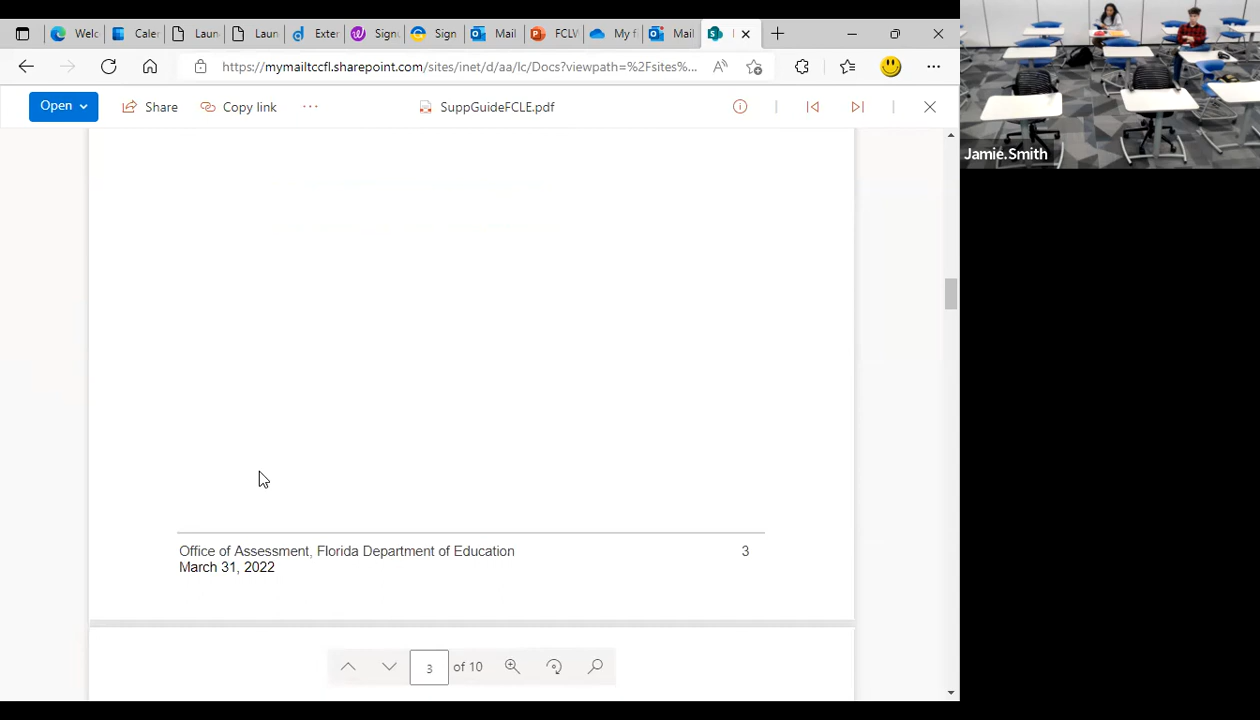 Welc
Caler
Laun
Laun
Exter
Sign
Sign
Mail
FCLV
My f
Mail
https://mymailtccfl.sharepoint.com/sites/inet/d/aa/lc/Docs?viewpath=%2Fsites%...
Open
Share
Copy link
SuppGuideFCLE.pdf
Jamie.Smith
Office of Assessment, Florida Department of Education 3
March 31, 2022
3 of 10